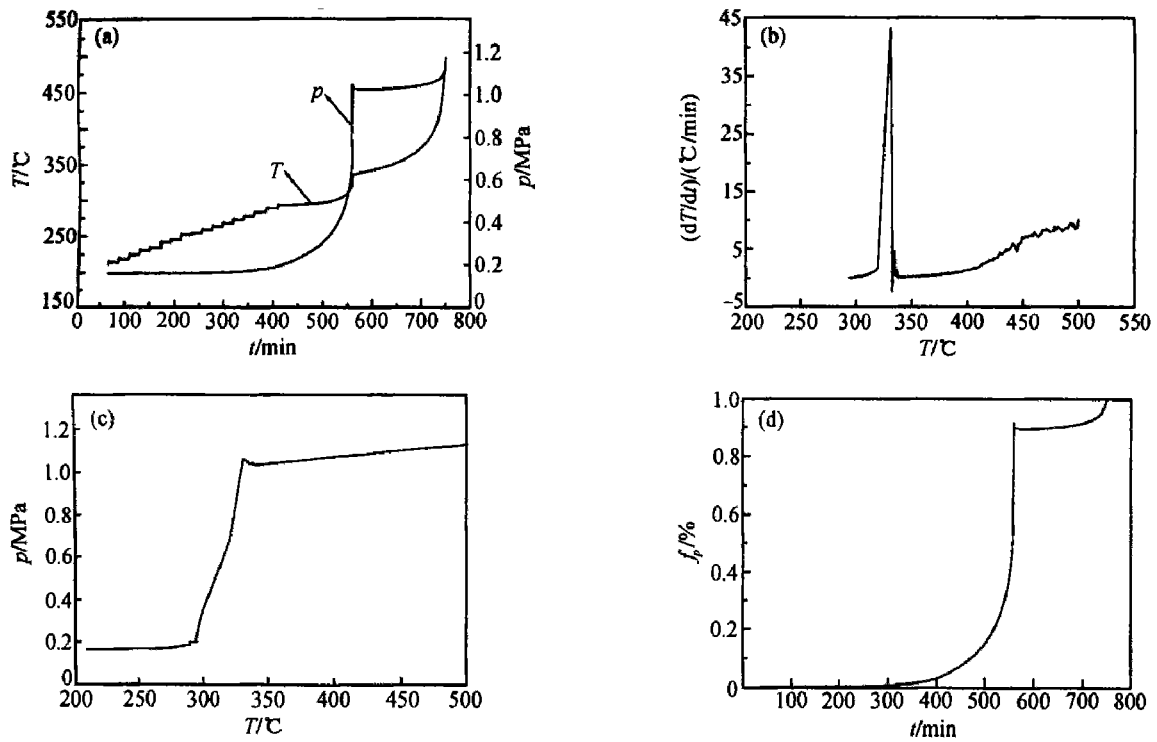 (a)
T/℃
550
450
350
250
150
p/MPa
1.2
1.0
0.8
0.6
0.4
0.2
0
p
T
0 100 200 300 400 500 600 700 800
t/min
(b)
(dT/dt)/(℃/min)
45
35
25
15
5
−5
200 250 300 350 400 450 500 550
T/℃
(c)
p/MPa
1.2
1.0
0.8
0.6
0.4
0.2
0
200 250 300 350 400 450 500
T/℃
(d)
fp/%
1.0
0.8
0.6
0.4
0.2
0
100 200 300 400 500 600 700 800
t/min